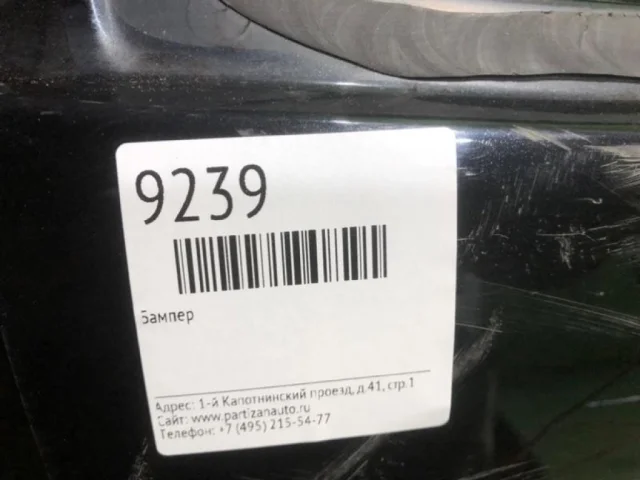 9239
Бампер
Адрес: 1-й Капотнинский проезд, д.41, стр.1
Сайт: www.partizanauto.ru
Телефон: +7 (495) 215-54-77